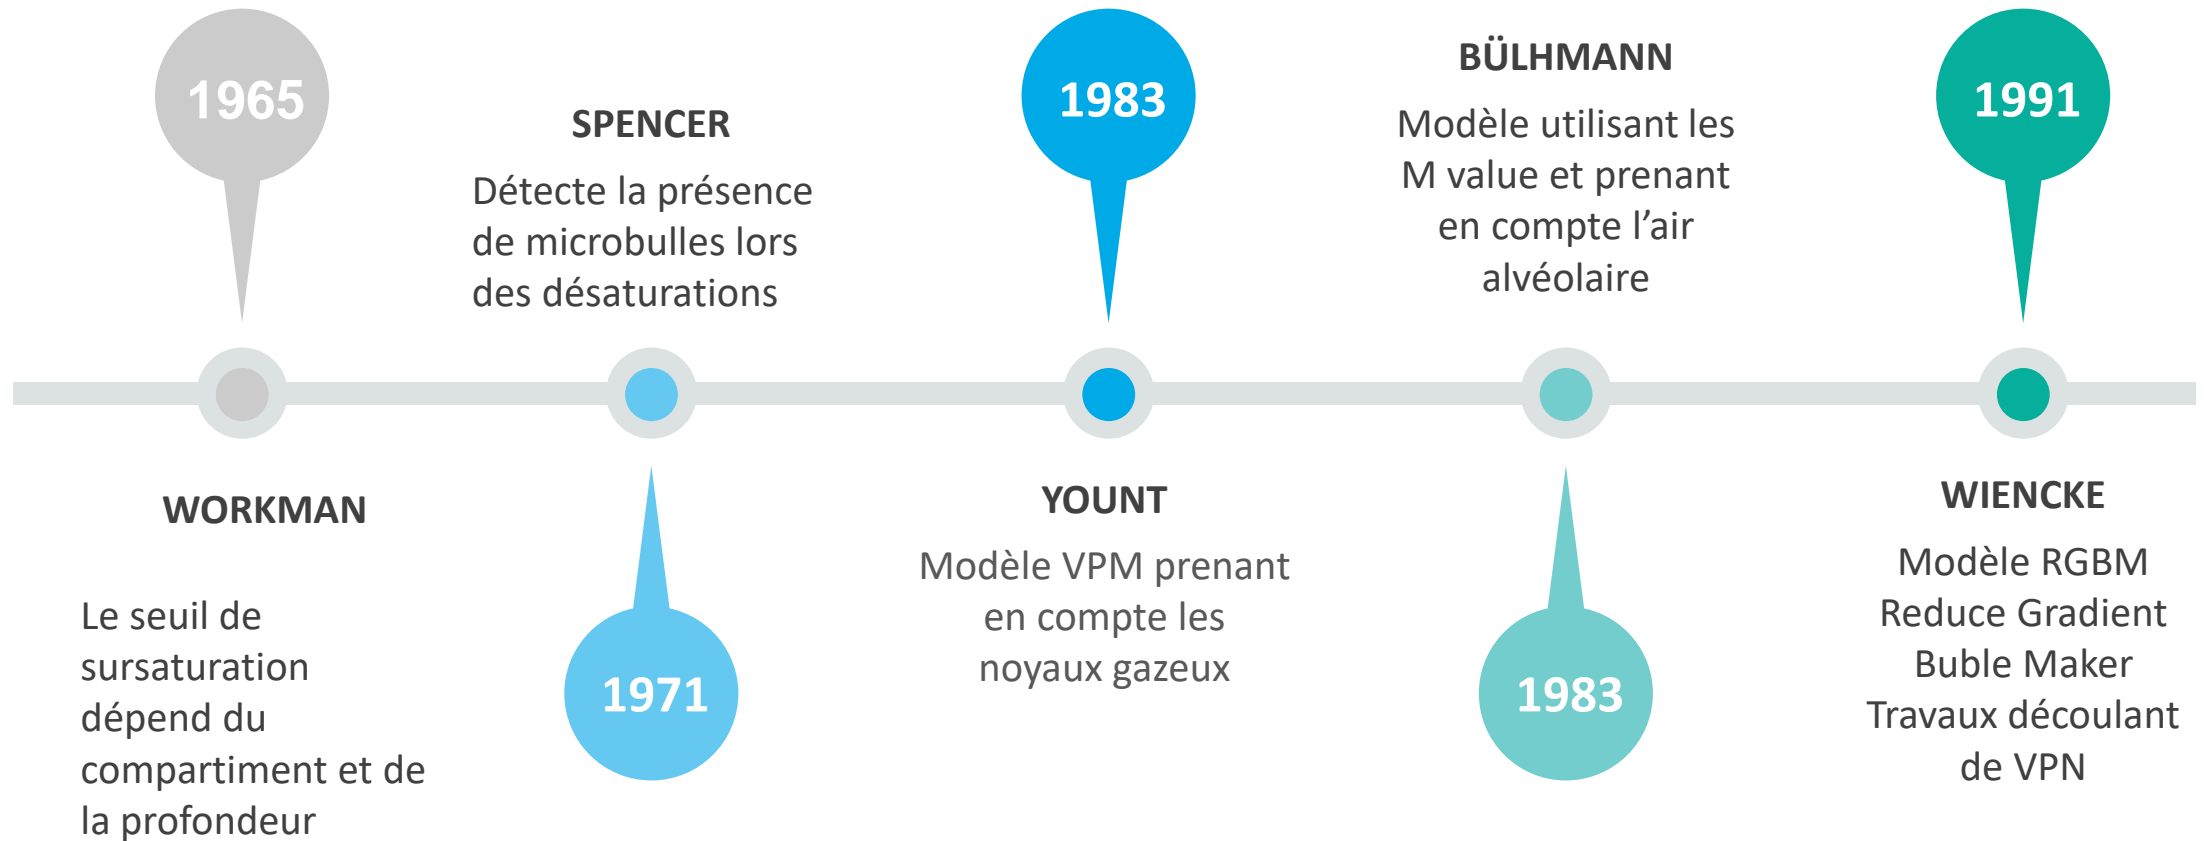 1965
WORKMAN
Le seuil de
sursaturation
dépend du
compartiment et de
la profondeur
SPENCER
Détecte la présence
de microbulles lors
des désaturations
1971
1983
YOUNT
Modèle VPM prenant
en compte les
noyaux gazeux
BÜLHMANN
Modèle utilisant les
M value et prenant
en compte l’air
alvéolaire
1983
1991
WIENCKE
Modèle RGBM
Reduce Gradient
Buble Maker
Travaux découlant
de VPN